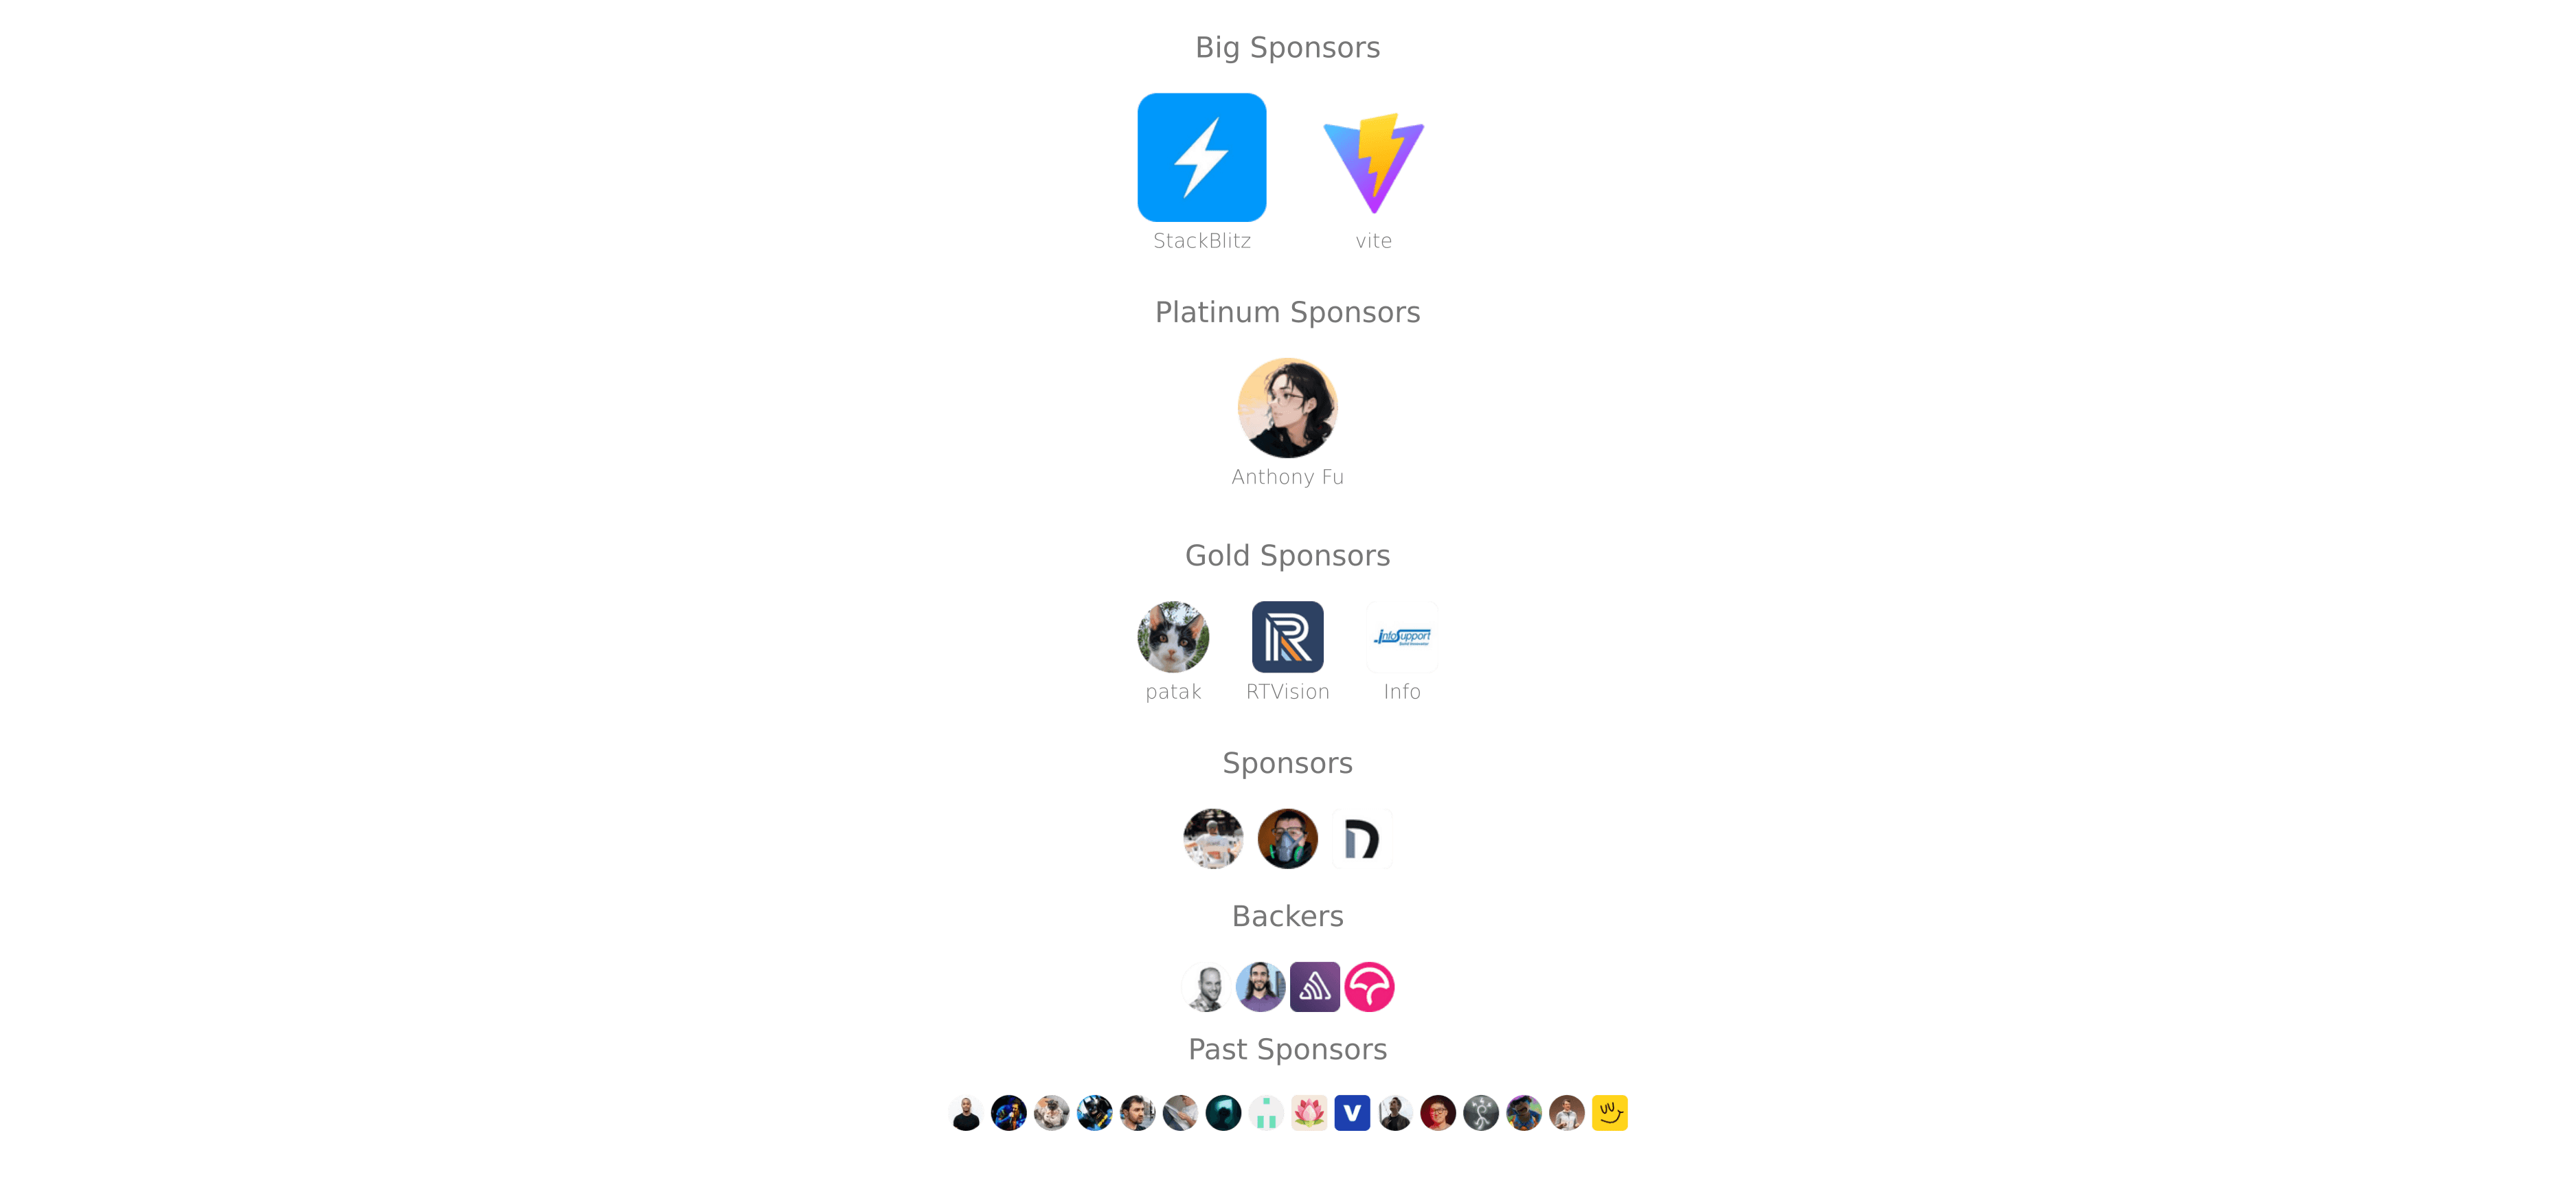 Big Sponsors
StackBlitz
vite
Platinum Sponsors
Anthony Fu
Gold Sponsors
infoSupport
patak
RTVision
Info
Sponsors
Backers
Past Sponsors
V